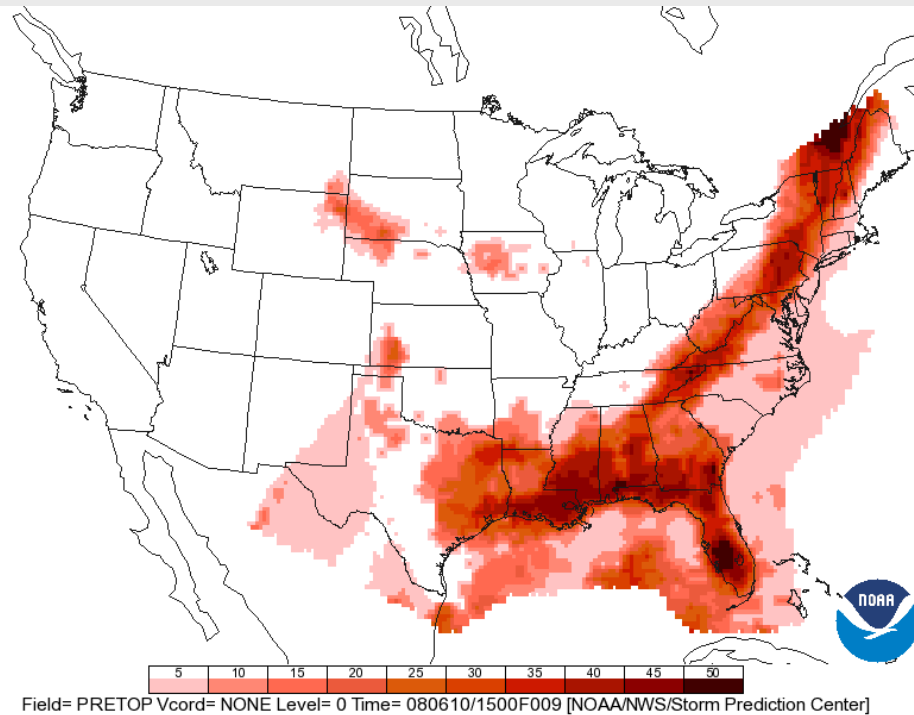 NOAA
5 10 15 20 25 30 35 40 45 50
Field= PRETOP Vcord= NONE Level= 0 Time= 080610/1500F009 [NOAA/NWS/Storm Prediction Center]